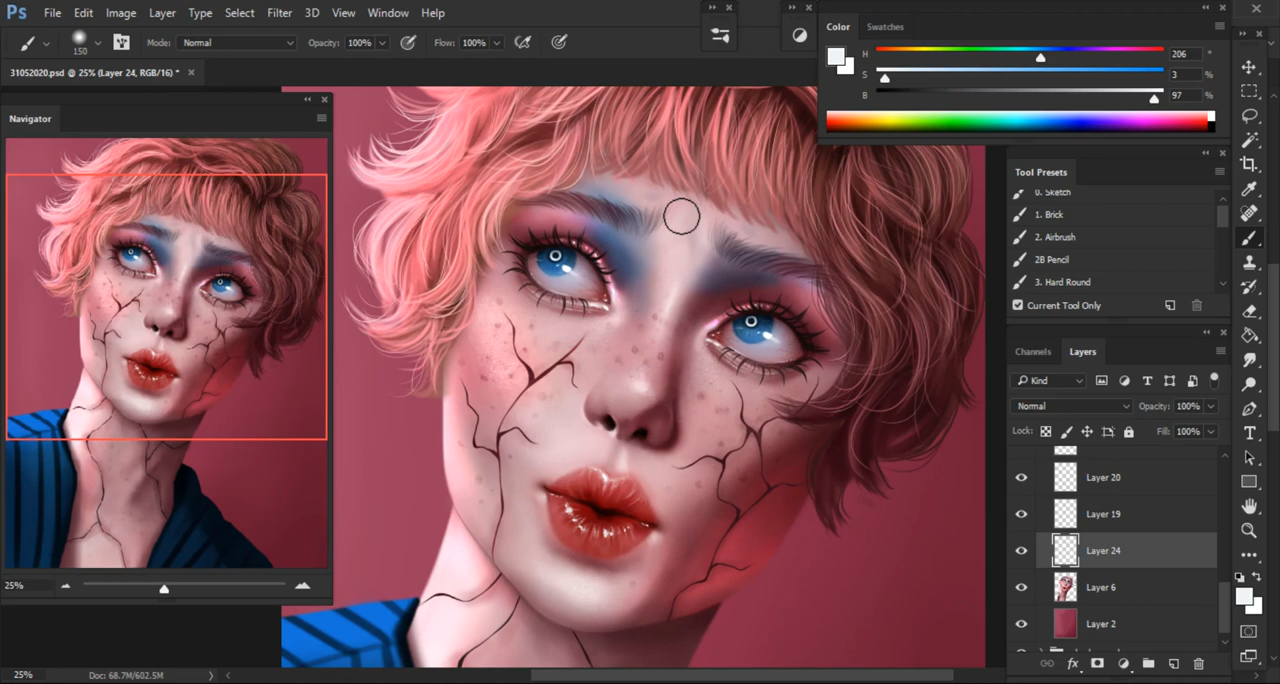 Ps File Edit Image Layer Type Select Filter 3D View Window Help
150 Mode: Normal Opacity: 100% Flow: 100%
31052020.psd @ 25% (Layer 24, RGB/16) *
Navigator
25%
25% Doc: 68.7M/602.5M
Color Swatches
H 206 °
S 3 %
B 97 %
Tool Presets
0. Sketch
1. Brick
2. Airbrush
2B Pencil
3. Hard Round
Current Tool Only
Channels Layers
Kind
Normal Opacity: 100%
Lock: Fill: 100%
Layer 20
Layer 19
Layer 24
Layer 6
Layer 2